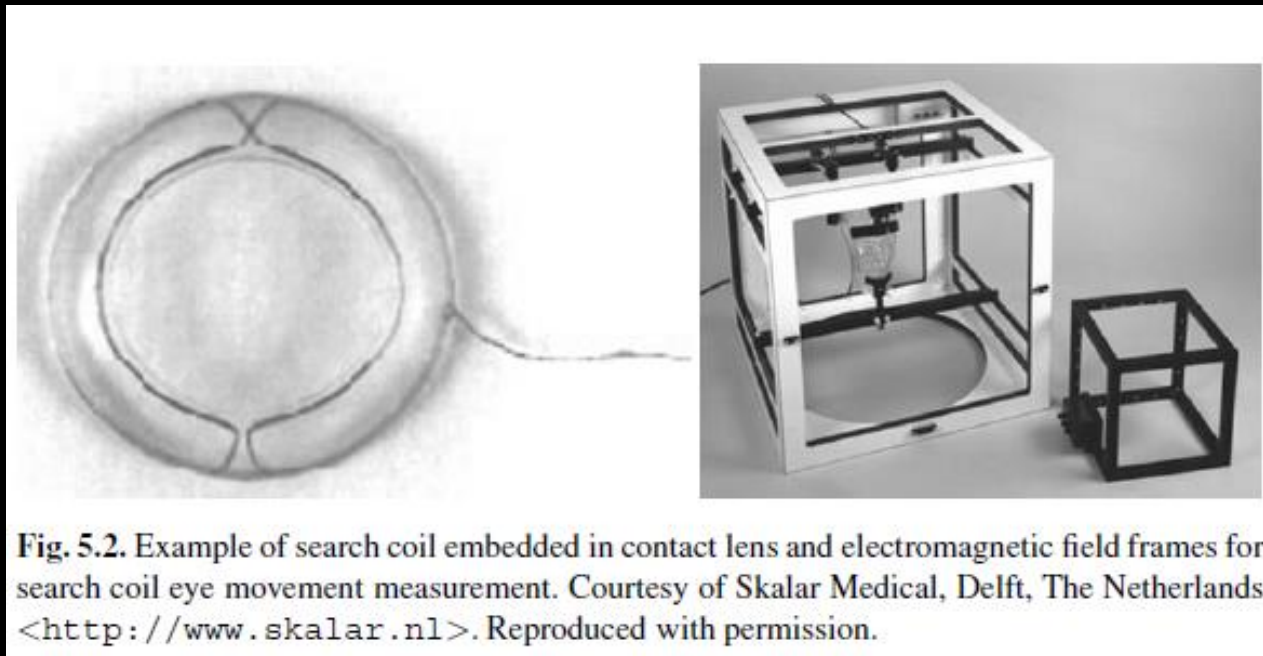 Fig. 5.2. Example of search coil embedded in contact lens and electromagnetic field frames for
search coil eye movement measurement. Courtesy of Skalar Medical, Delft, The Netherlands
<http://www.skalar.nl>. Reproduced with permission.